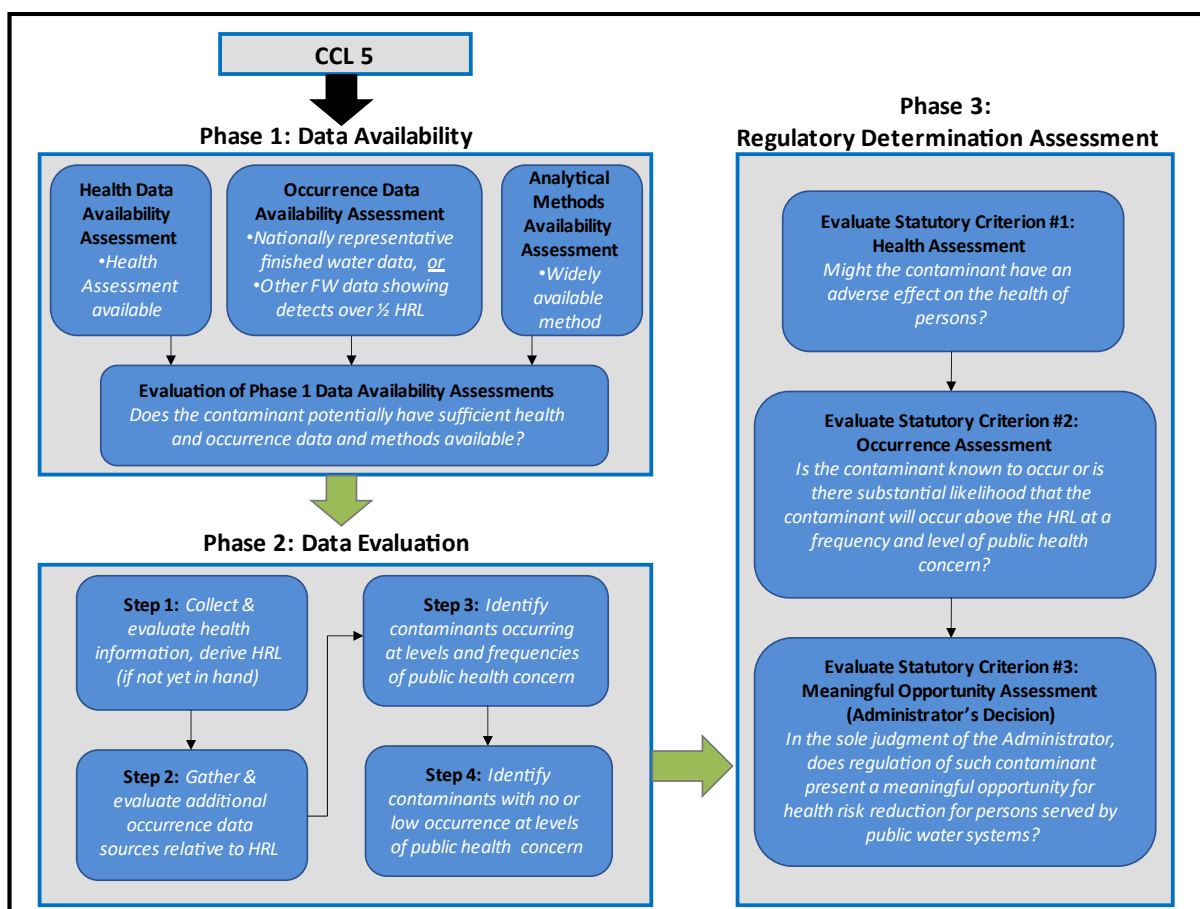 CCL 5
Phase 1: Data Availability
Health Data
Availability
Assessment
•Health
Assessment
available
Occurrence Data
Availability Assessment
•Nationally representative
finished water data, or
•Other FW data showing
detects over ½ HRL
Analytical
Methods
Availability
Assessment
•Widely
available
method
Evaluation of Phase 1 Data Availability Assessments
Does the contaminant potentially have sufficient health
and occurrence data and methods available?
Phase 2: Data Evaluation
Step 1: Collect &
evaluate health
information, derive HRL
(if not yet in hand)
Step 2: Gather &
evaluate additional
occurrence data
sources relative to HRL
Step 3: Identify
contaminants occurring
at levels and frequencies
of public health concern
Step 4: Identify
contaminants with no or
low occurrence at levels
of public health concern
Phase 3:
Regulatory Determination Assessment
Evaluate Statutory Criterion #1:
Health Assessment
Might the contaminant have an
adverse effect on the health of
persons?
Evaluate Statutory Criterion #2:
Occurrence Assessment
Is the contaminant known to occur or is
there substantial likelihood that the
contaminant will occur above the HRL at a
frequency and level of public health
concern?
Evaluate Statutory Criterion #3:
Meaningful Opportunity Assessment
(Administrator’s Decision)
In the sole judgment of the Administrator,
does regulation of such contaminant
present a meaningful opportunity for
health risk reduction for persons served by
public water systems?